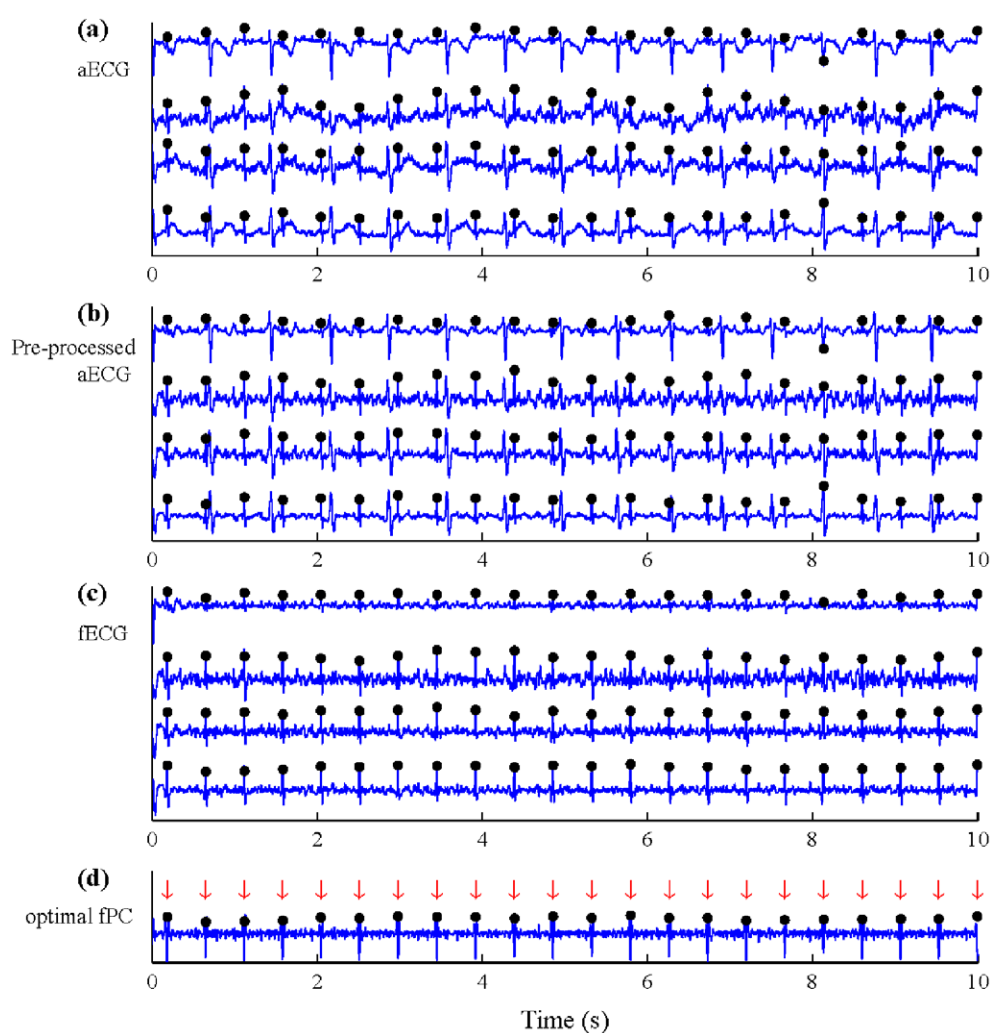 (a)
aECG
0 2 4 6 8 10
(b)
Pre-processed
aECG
0 2 4 6 8 10
(c)
fECG
0 2 4 6 8 10
(d)
optimal fPC
0 2 4 6 8 10
Time (s)